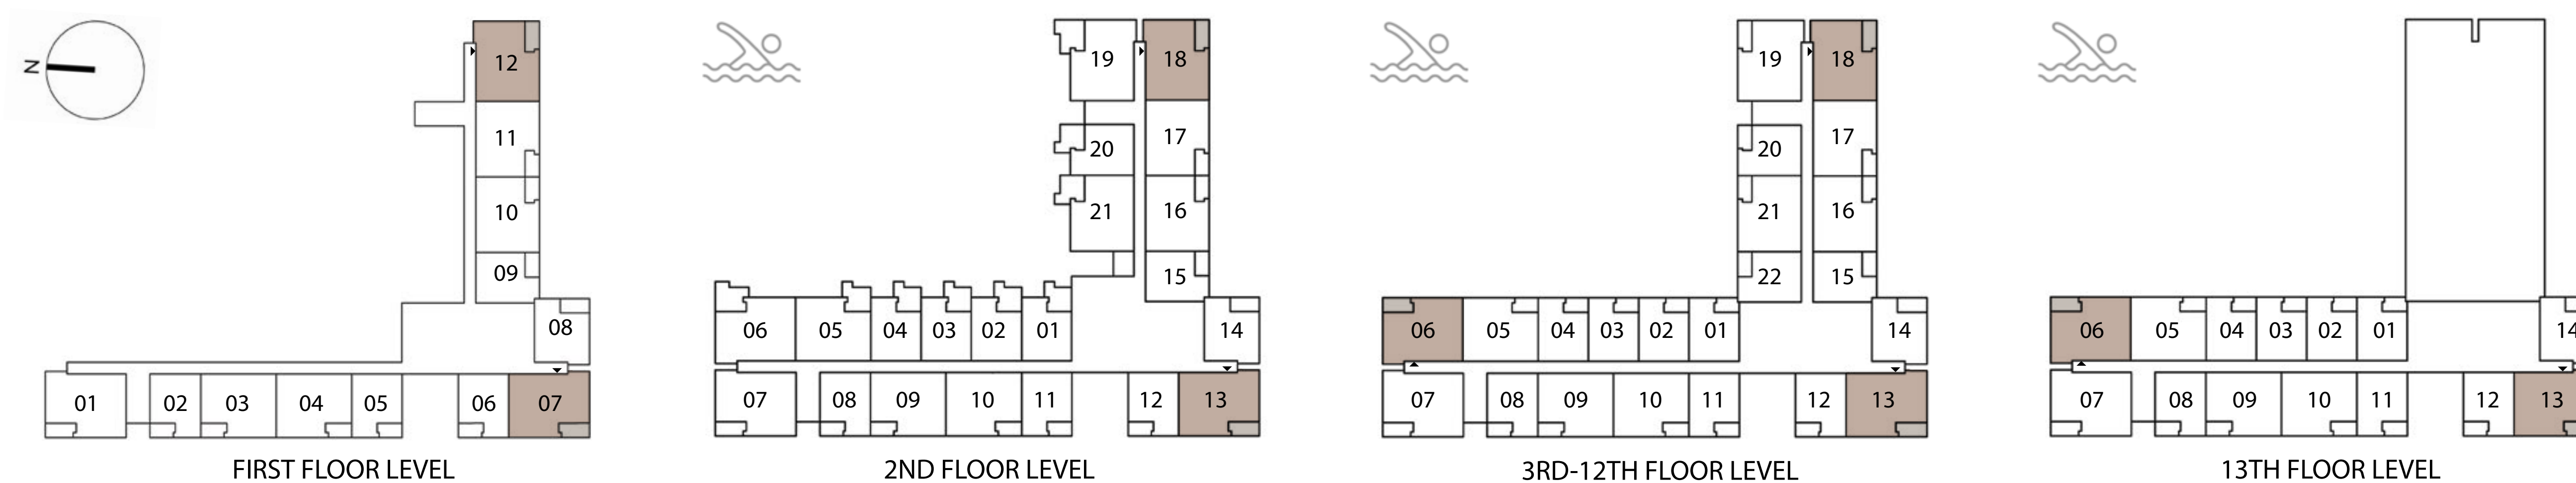 N
12
11
10
09
08
01 02 03 04 05 06 07
FIRST FLOOR LEVEL
19 18
20 17
21 16
15
06 05 04 03 02 01 14
07 08 09 10 11 12 13
2ND FLOOR LEVEL
19 18
20 17
21 16
22 15
06 05 04 03 02 01 14
07 08 09 10 11 12 13
3RD-12TH FLOOR LEVEL
06 05 04 03 02 01 14
07 08 09 10 11 12 13
13TH FLOOR LEVEL